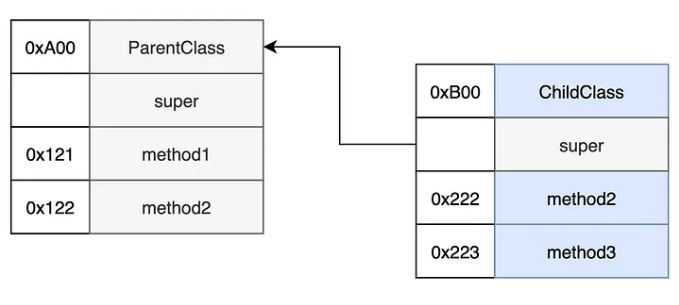 0xA00 ParentClass
super
0x121 method1
0x122 method2
0xB00 ChildClass
super
0x222 method2
0x223 method3